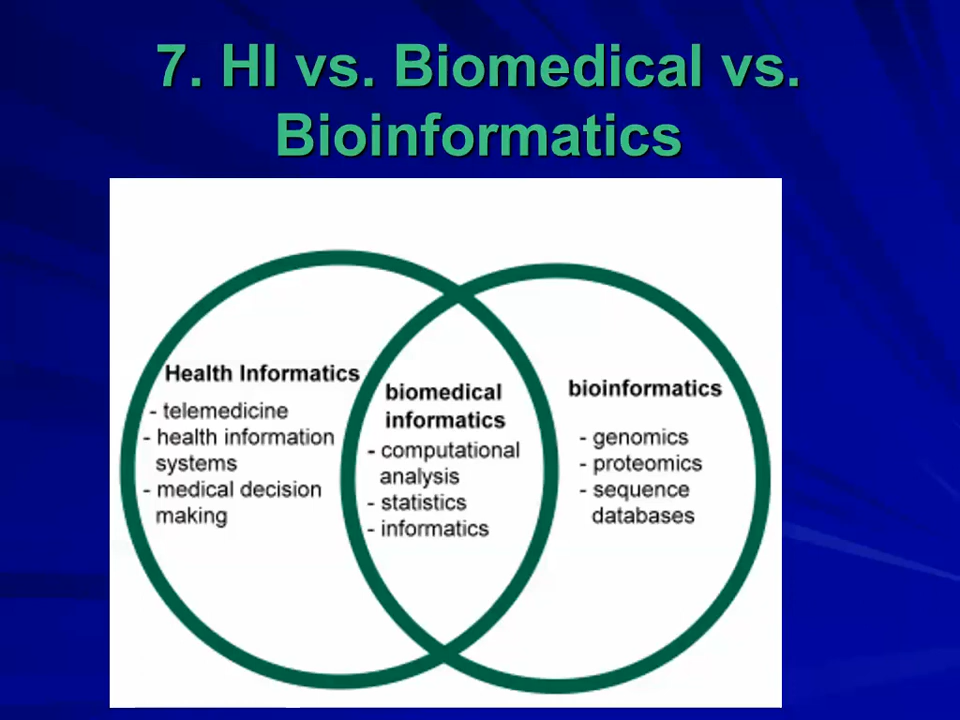 7. HI vs. Biomedical vs.
Bioinformatics
Health Informatics
- telemedicine
- health information
systems
- medical decision
making
biomedical
informatics
- computational
analysis
- statistics
- informatics
bioinformatics
- genomics
- proteomics
- sequence
databases